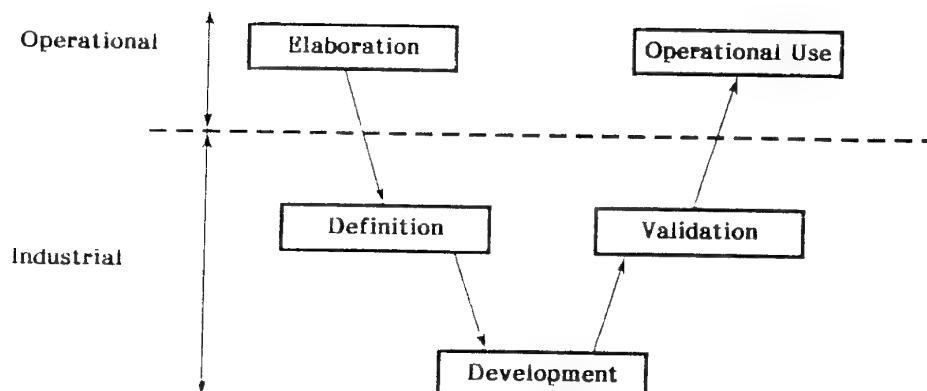 Operational
Elaboration
Operational Use
Definition
Validation
Industrial
Development